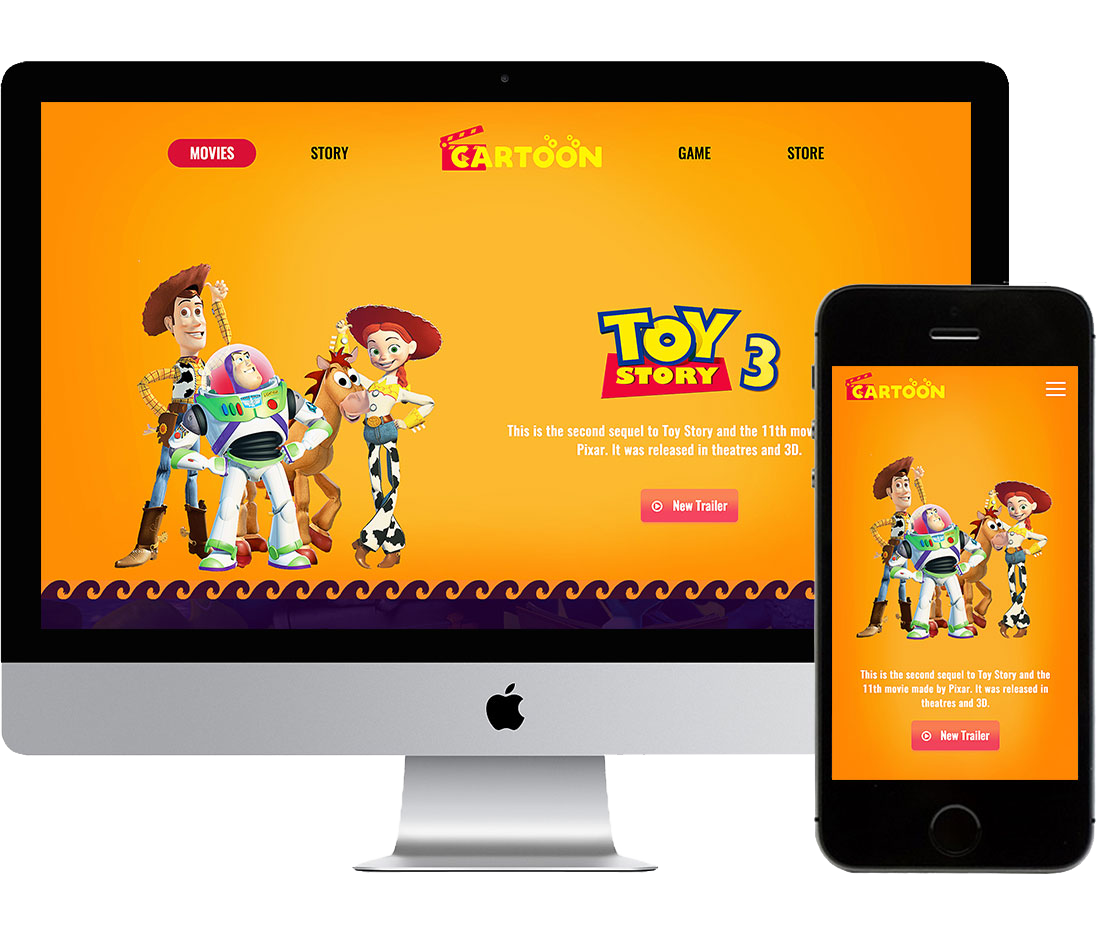 MOVIES
STORY
CARTOON
GAME
STORE
TOY
STORY 3
This is the second sequel to Toy Story and the 11th mov
Pixar. It was released in theatres and 3D.
New Trailer
CARTOON
This is the second sequel to Toy Story and the
11th movie made by Pixar. It was released in
theatres and 3D.
New Trailer